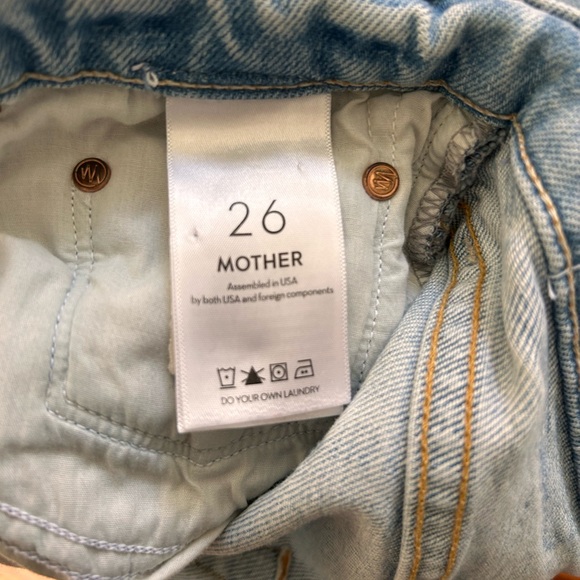 26
MOTHER
Assembled in USA
by both USA and foreign components
DO YOUR OWN LAUNDRY